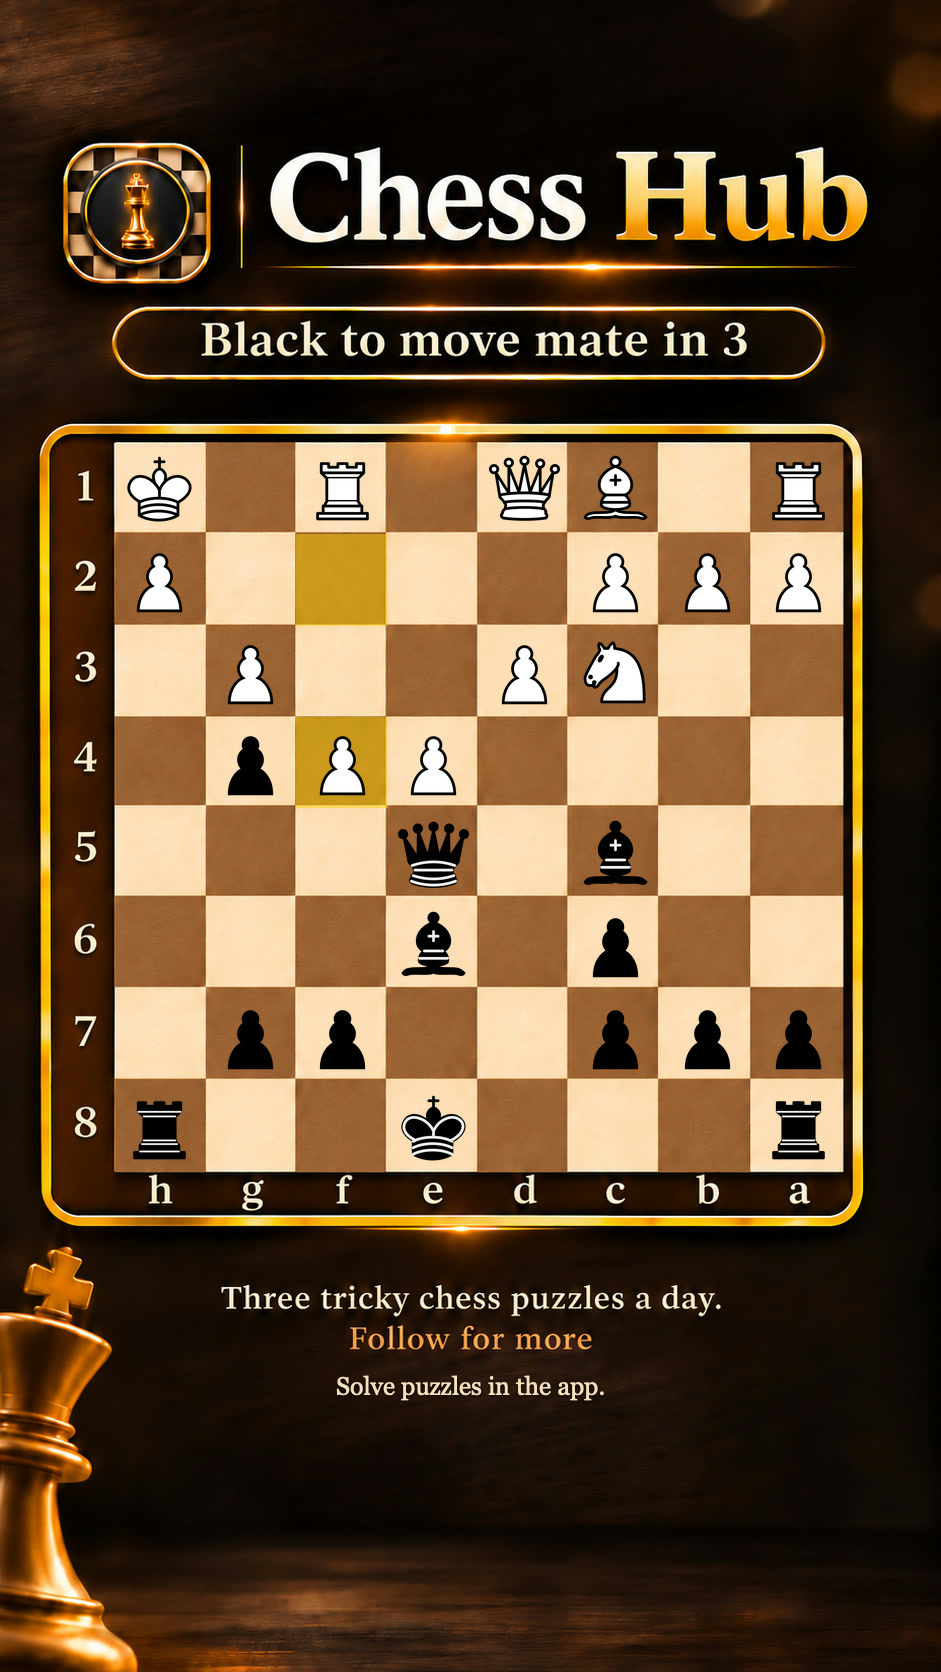 Chess Hub
Black to move mate in 3
1
2
3
4
5
6
7
8
h g f e d c b a
Three tricky chess puzzles a day.
Follow for more
Solve puzzles in the app.